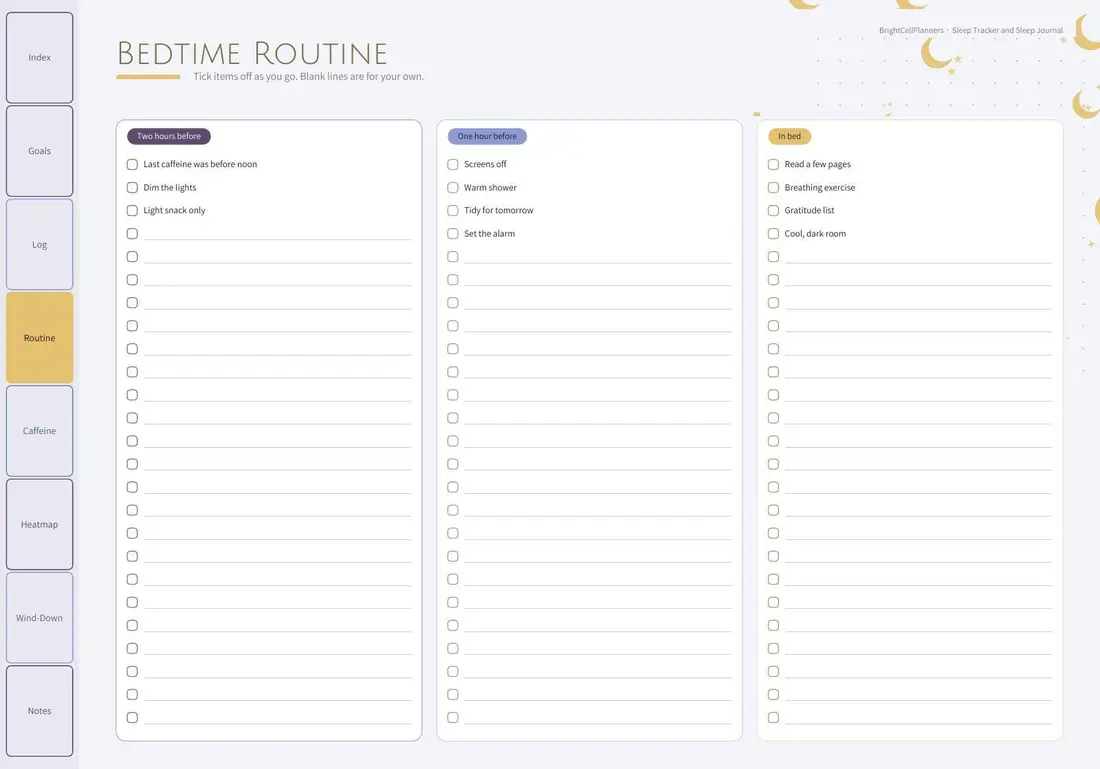 Index
Goals
Log
Routine
Caffeine
Heatmap
Wind-Down
Notes
BrightCellPlanners · Sleep Tracker and Sleep Journal
Bedtime Routine
Tick items off as you go. Blank lines are for your own.
Two hours before
Last caffeine was before noon
Dim the lights
Light snack only
One hour before
Screens off
Warm shower
Tidy for tomorrow
Set the alarm
In bed
Read a few pages
Breathing exercise
Gratitude list
Cool, dark room